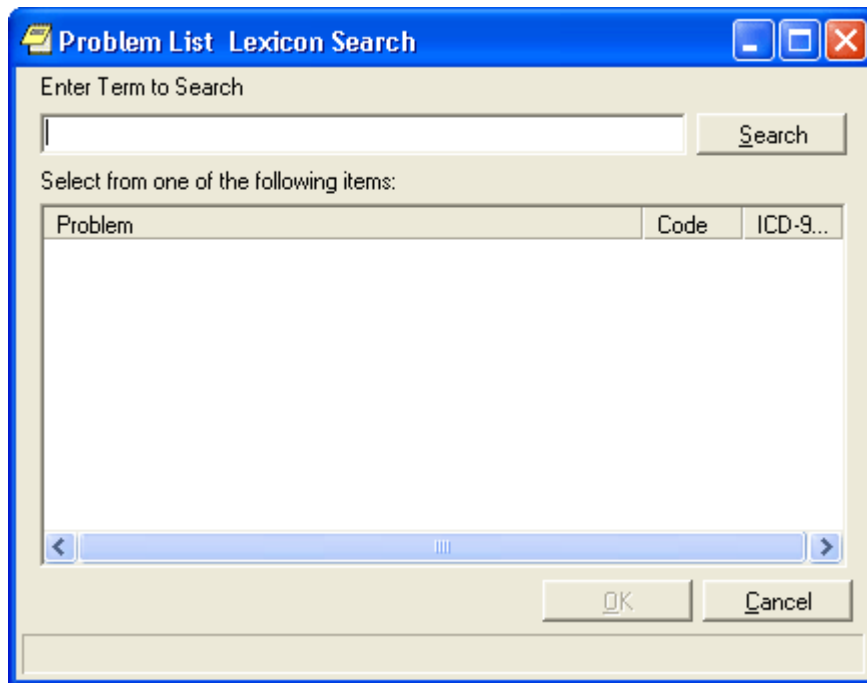 Problem List  Lexicon Search
Enter Term to Search
Search
Select from one of the following items:
Problem Code ICD-9...
OK Cancel